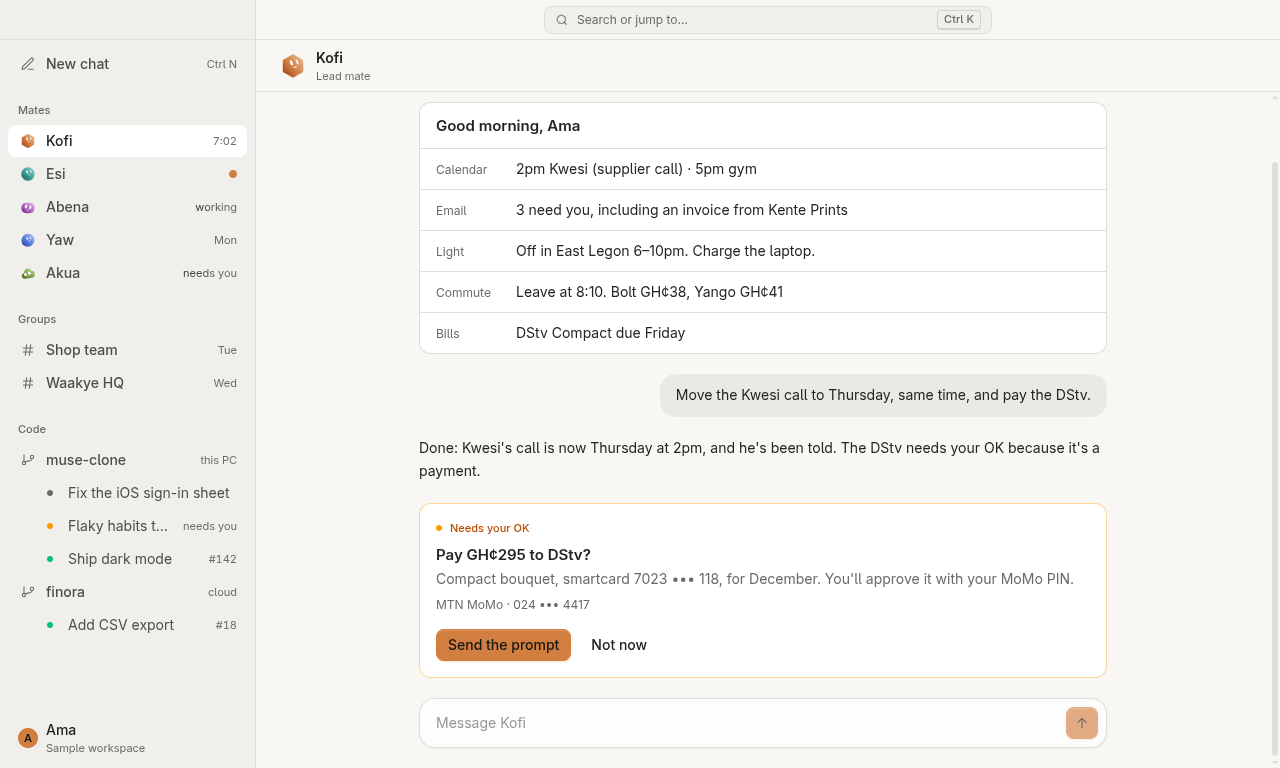 Search or jump to...
Ctrl K
New chat
Ctrl N
Mates
Kofi
7:02
Esi
Abena
working
Yaw
Mon
Akua
needs you
Groups
Shop team
Tue
Waakye HQ
Wed
Code
muse-clone
this PC
Fix the iOS sign-in sheet
Flaky habits t...
needs you
Ship dark mode
#142
finora
cloud
Add CSV export
#18
A
Ama
Sample workspace
Kofi
Lead mate
Good morning, Ama
Calendar
2pm Kwesi (supplier call) · 5pm gym
Email
3 need you, including an invoice from Kente Prints
Light
Off in East Legon 6–10pm. Charge the laptop.
Commute
Leave at 8:10. Bolt GH¢38, Yango GH¢41
Bills
DStv Compact due Friday
Move the Kwesi call to Thursday, same time, and pay the DStv.
Done: Kwesi's call is now Thursday at 2pm, and he's been told. The DStv needs your OK because it's a
payment.
Needs your OK
Pay GH¢295 to DStv?
Compact bouquet, smartcard 7023 ••• 118, for December. You'll approve it with your MoMo PIN.
MTN MoMo · 024 ••• 4417
Send the prompt
Not now
Message Kofi